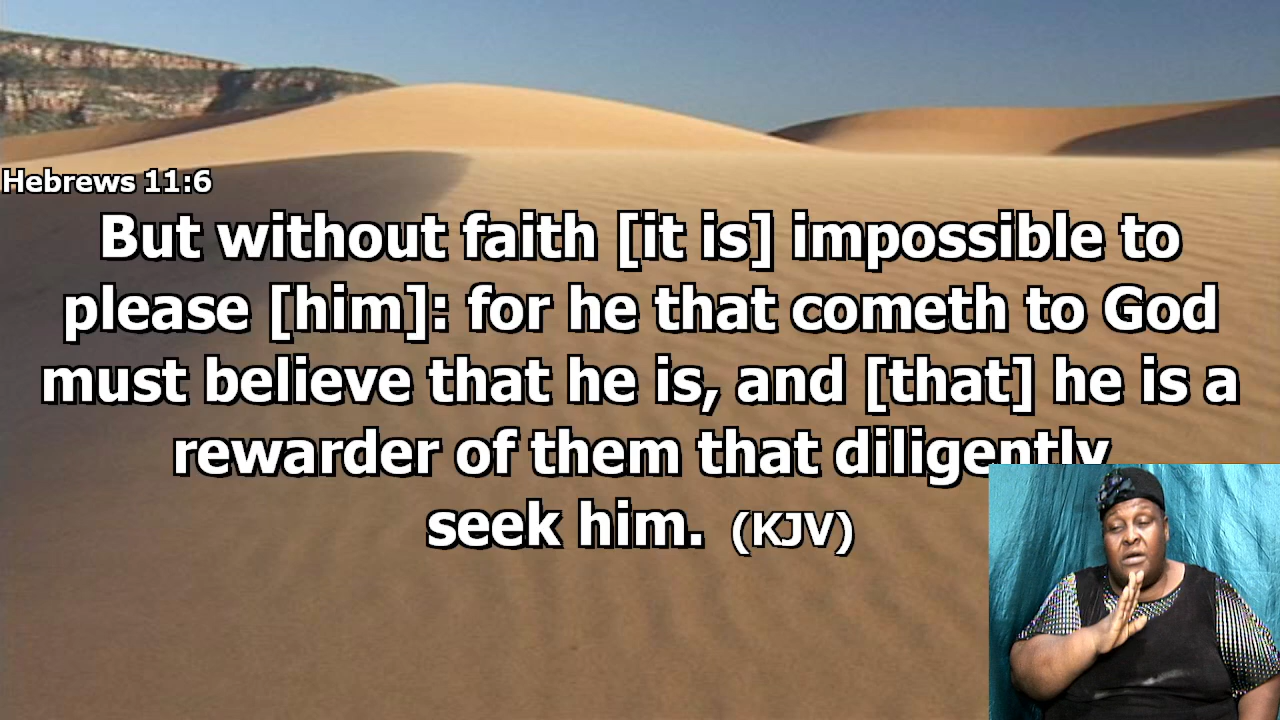 Hebrews 11:6
But without faith [it is] impossible to
please [him]: for he that cometh to God
must believe that he is, and [that] he is a
rewarder of them that diligently
seek him. (KJV)